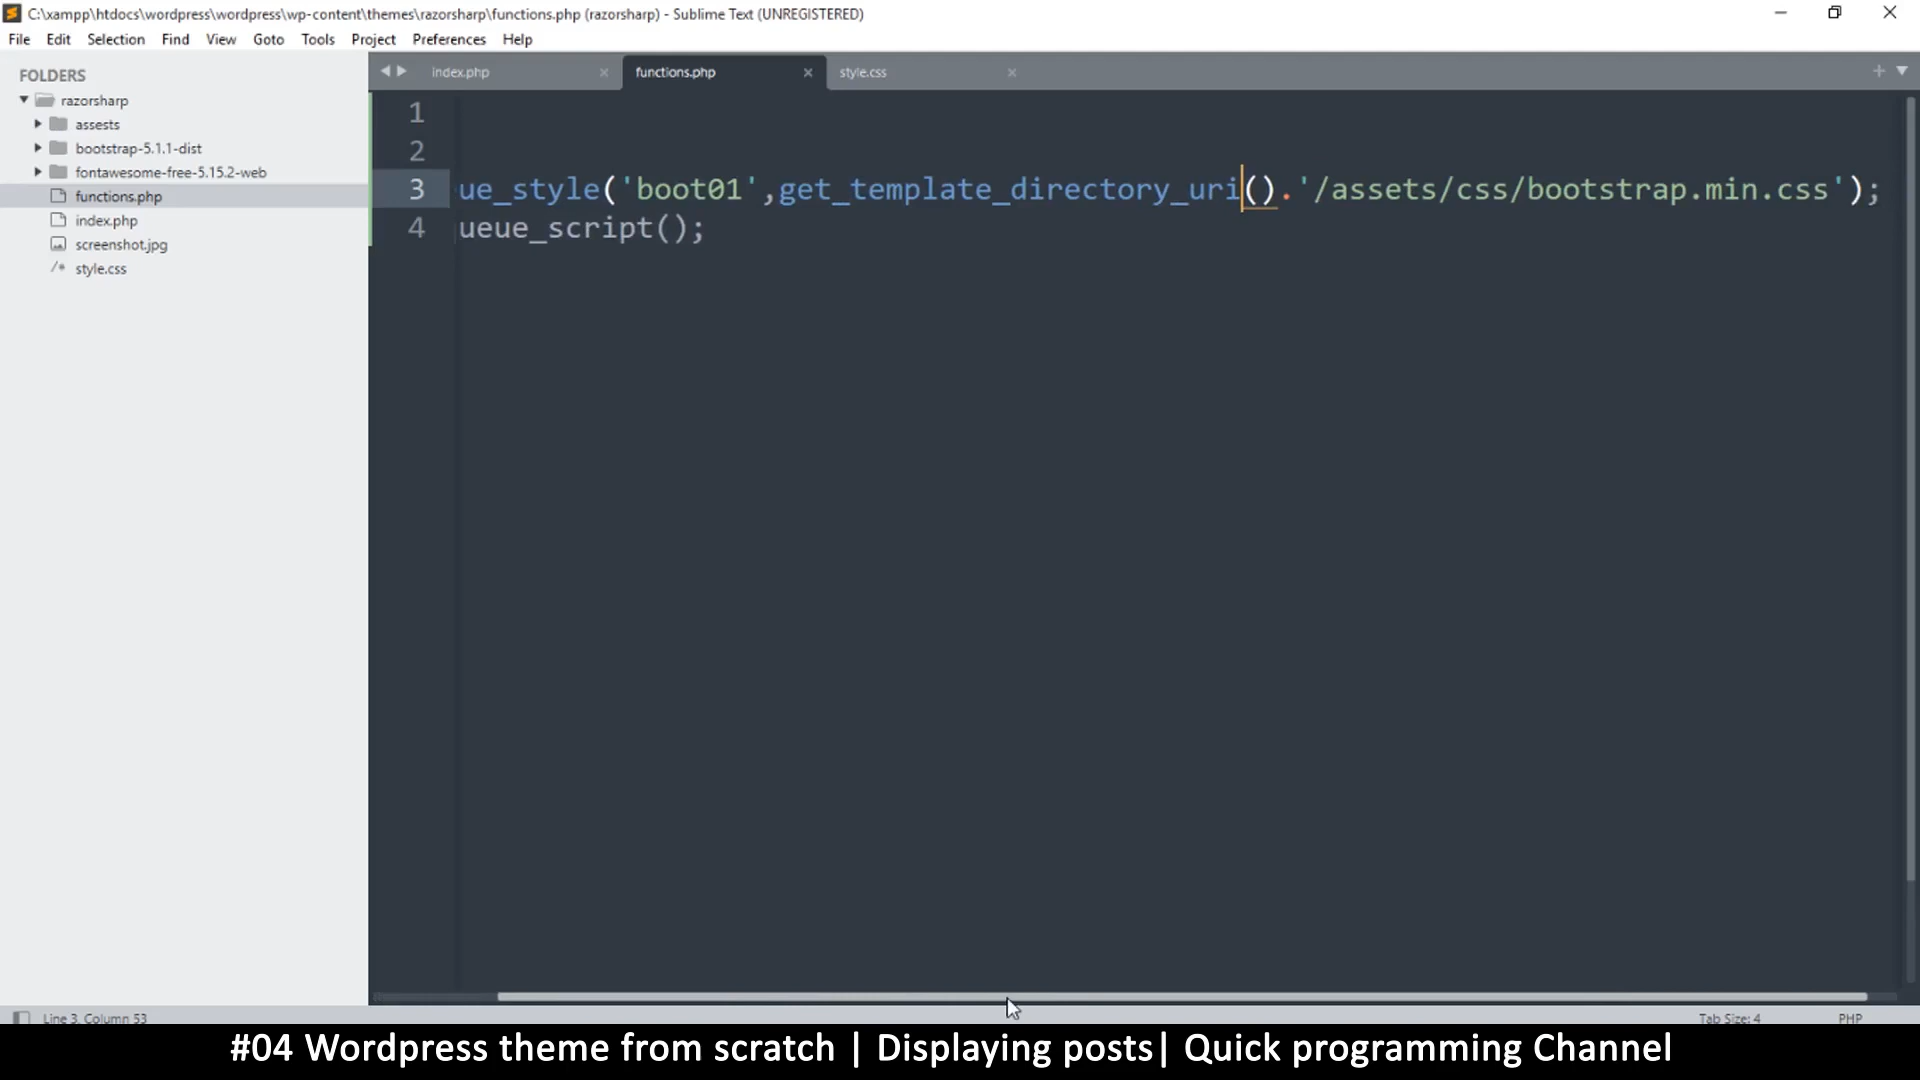 C:\xampp\htdocs\wordpress\wordpress\wp-content\themes\razorsharp\functions.php (razorsharp) - Sublime Text (UNREGISTERED)
File Edit Selection Find View Goto Tools Project Preferences Help
FOLDERS
razorsharp
assests
bootstrap-5.1.1-dist
fontawesome-free-5.15.2-web
functions.php
index.php
screenshot.jpg
/* style.css
index.php functions.php style.css
1
2
3 ue_style('boot01',get_template_directory_uri().'/assets/css/bootstrap.min.css');
4 ueue_script();
Line 3, Column 53 Tab Size: 4 PHP
#04 Wordpress theme from scratch | Displaying posts| Quick programming Channel